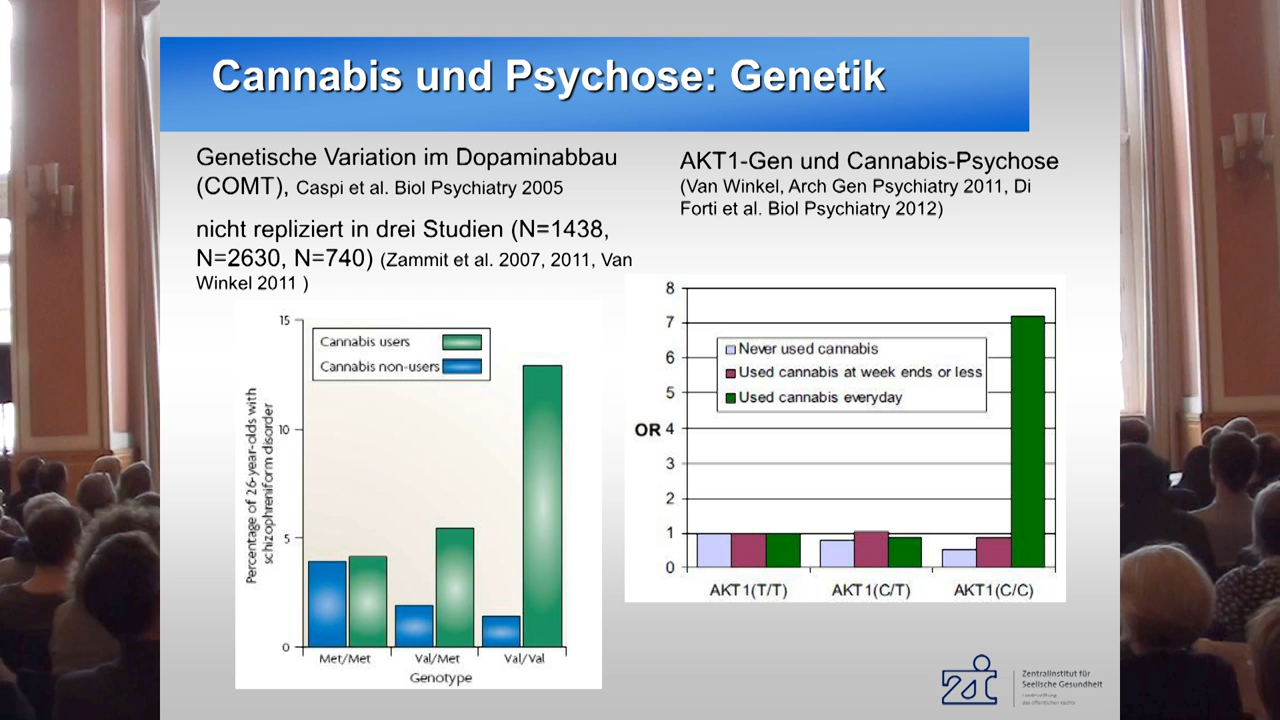 Cannabis und Psychose: Genetik
Genetische Variation im Dopaminabbau
(COMT), Caspi et al. Biol Psychiatry 2005
nicht repliziert in drei Studien (N=1438,
N=2630, N=740) (Zammit et al. 2007, 2011, Van
Winkel 2011 )
15
Cannabis users
Cannabis non-users
10
5
0
Percentage of 26-year-olds with
schizophreniform disorder
Met/Met
Val/Met
Val/Val
Genotype
AKT1-Gen und Cannabis-Psychose
(Van Winkel, Arch Gen Psychiatry 2011, Di
Forti et al. Biol Psychiatry 2012)
8
7
6
5
OR 4
3
2
1
0
Never used cannabis
Used cannabis at week ends or less
Used cannabis everyday
AKT1(T/T)
AKT1(C/T)
AKT1(C/C)
Zentralinstitut für
Seelische Gesundheit